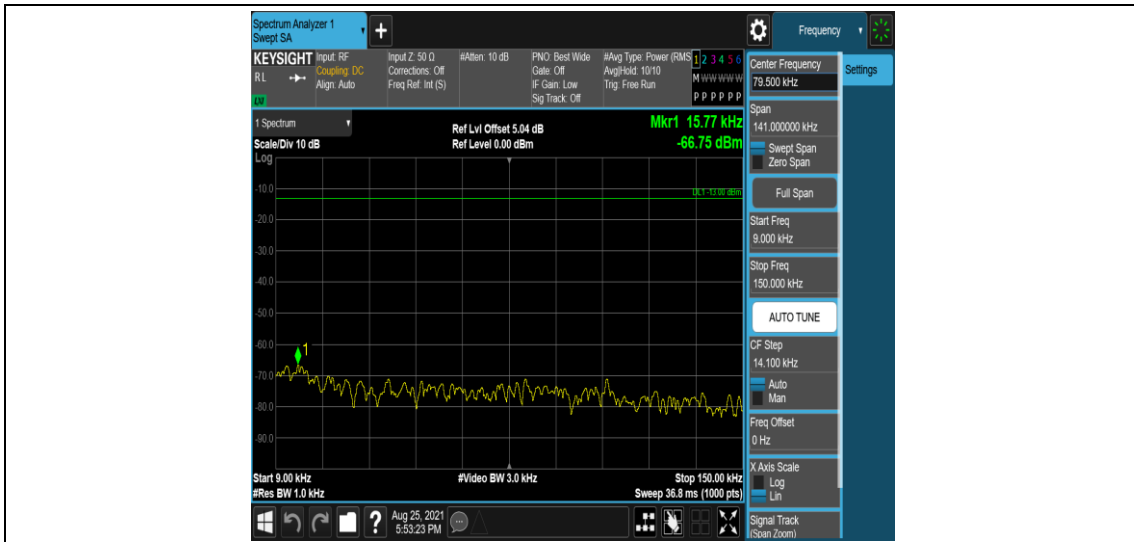 Spectrum Analyzer 1
Swept SA
+
Frequency
KEYSIGHT
RL
Input: RF
Coupling: DC
Align: Auto
Input Z: 50 Ω
Corrections: Off
Freq Ref: Int (S)
#Atten: 10 dB
PNO: Best Wide
Gate: Off
IF Gain: Low
Sig Track: Off
#Avg Type: Power (RMS
Avg|Hold: 10/10
Trig: Free Run
1 2 3 4 5 6
M W W W W W
P P P P P P
Center Frequency
79.500 kHz
Settings
Span
141.000000 kHz
Swept Span
Zero Span
Full Span
Start Freq
9.000 kHz
Stop Freq
150.000 kHz
AUTO TUNE
CF Step
14.100 kHz
Auto
Man
Freq Offset
0 Hz
X Axis Scale
Log
Lin
Signal Track
(Span Zoom)
1 Spectrum
Scale/Div 10 dB
Ref Lvl Offset 5.04 dB
Ref Level 0.00 dBm
Mkr1 15.77 kHz
-66.75 dBm
Log
DL1 -13.00 dBm
-10.0
-20.0
-30.0
-40.0
-50.0
-60.0
-70.0
-80.0
-90.0
1
Start 9.00 kHz
#Res BW 1.0 kHz
#Video BW 3.0 kHz
Stop 150.00 kHz
Sweep 36.8 ms (1000 pts)
?
Aug 25, 2021
5:53:23 PM